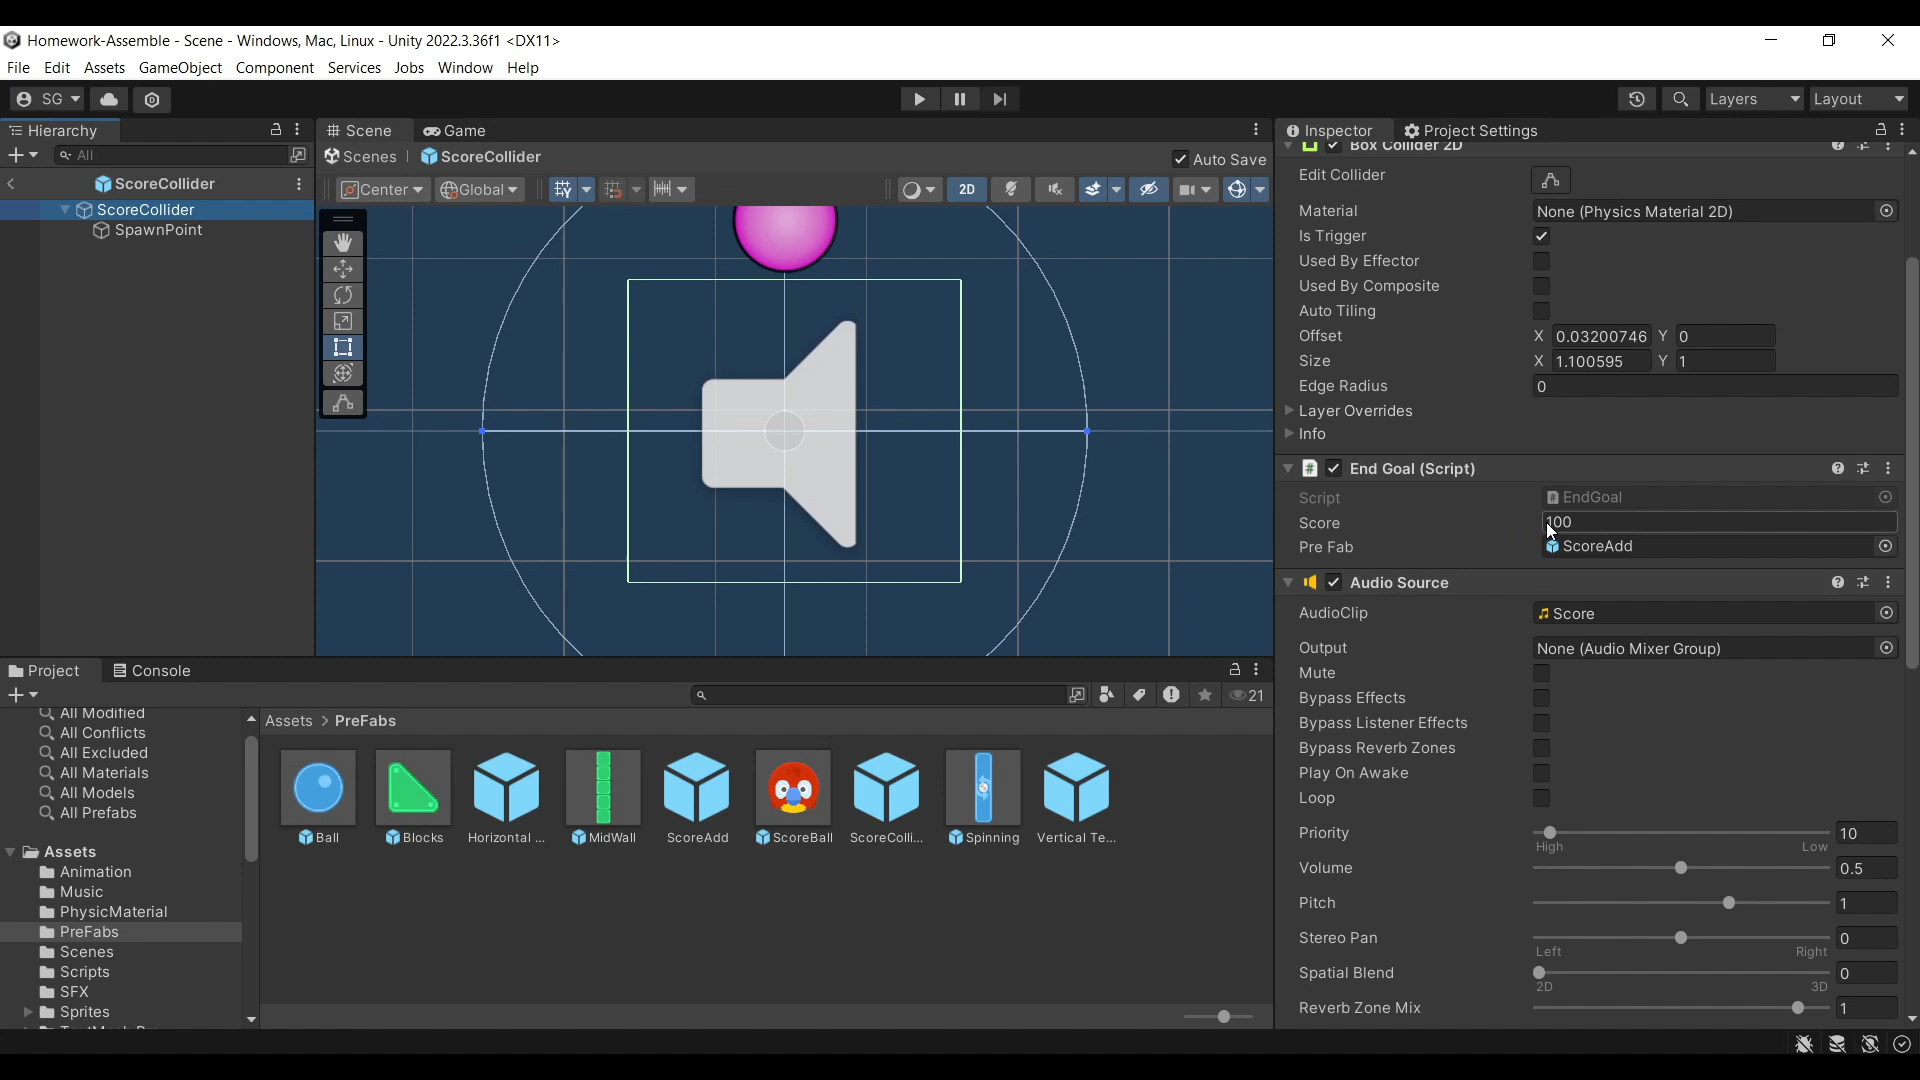 Homework-Assemble - Scene - Windows, Mac, Linux - Unity 2022.3.36f1 <DX11>
File Edit Assets GameObject Component Services Jobs Window Help
SG Layers Layout
Hierarchy
All
ScoreCollider
ScoreCollider
SpawnPoint
Scene Game
Scenes ScoreCollider Auto Save
Center Global 2D
Inspector Project Settings
Box Collider 2D
Edit Collider
Material None (Physics Material 2D)
Is Trigger
Used By Effector
Used By Composite
Auto Tiling
Offset X 0.03200746 Y 0
Size X 1.100595 Y 1
Edge Radius 0
Layer Overrides
Info
End Goal (Script)
Script EndGoal
Score 100
Pre Fab ScoreAdd
Audio Source
AudioClip Score
Output None (Audio Mixer Group)
Mute
Bypass Effects
Bypass Listener Effects
Bypass Reverb Zones
Play On Awake
Loop
Priority 10
High Low
Volume 0.5
Pitch 1
Stereo Pan 0
Left Right
Spatial Blend 0
2D 3D
Reverb Zone Mix 1
Project Console
21
All Modified
All Conflicts
All Excluded
All Materials
All Models
All Prefabs
Assets
Animation
Music
PhysicMaterial
PreFabs
Scenes
Scripts
SFX
Sprites
Assets > PreFabs
Ball Blocks Horizontal ... MidWall ScoreAdd ScoreBall ScoreColli... Spinning Vertical Te...